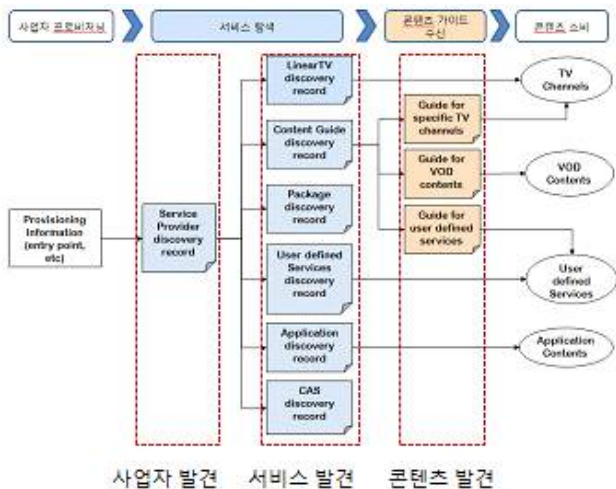 사업자 프로비저닝
서비스 탐색
콘텐츠 가이드
수신
콘텐츠 소비
LinearTV
discovery
record
TV
Channels
Content Guide
discovery
record
Guide for
specific TV
channels
Guide for
VOD
contents
VOD
Contents
Package
discovery
record
Provisioning
Information
(entry point,
etc)
Service
Provider
discovery
record
Guide for
user defined
services
User defined
Services
discovery
record
User
defined
Services
Application
discovery
record
Application
Contents
CAS
discovery
record
사업자 발견
서비스 발견
콘텐츠 발견